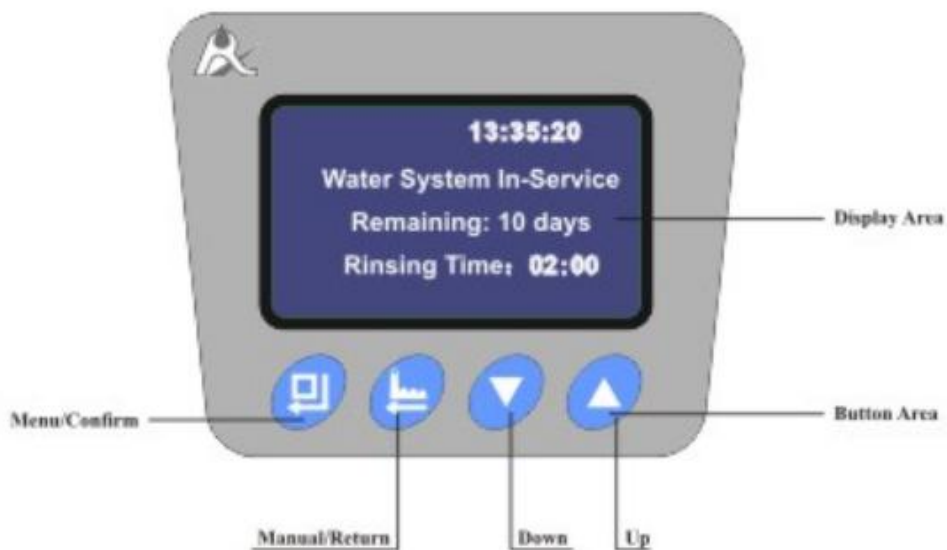 13:35:20
Water System In-Service
Remaining: 10 days
Rinsing Time: 02:00
Display Area
Menu/Confirm
Button Area
Manual/Return
Down
Up